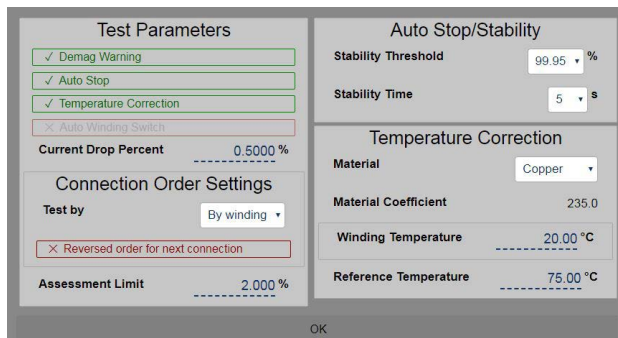 Test Parameters
✓ Demag Warning
✓ Auto Stop
✓ Temperature Correction
✕ Auto Winding Switch
Current Drop Percent 0.5000 %
Connection Order Settings
Test by By winding
✕ Reversed order for next connection
Assessment Limit 2.000 %
Auto Stop/Stability
Stability Threshold 99.95 %
Stability Time 5 s
Temperature Correction
Material Copper
Material Coefficient 235.0
Winding Temperature 20.00 °C
Reference Temperature 75.00 °C
OK